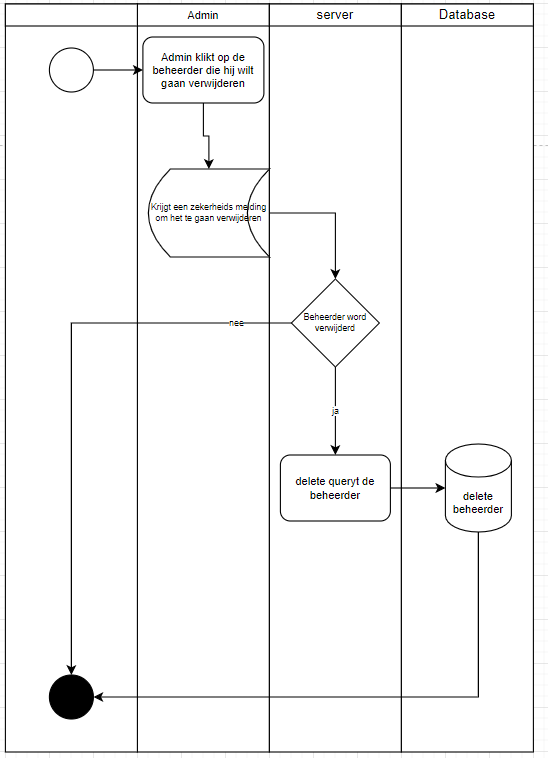 Admin
server
Database
Admin klikt op de
beheerder die hij wilt
gaan verwijderen
Krijgt een zekerheids melding
om het te gaan verwijderen
Beheerder word
verwijderd
nee
ja
delete queryt de
beheerder
delete
beheerder